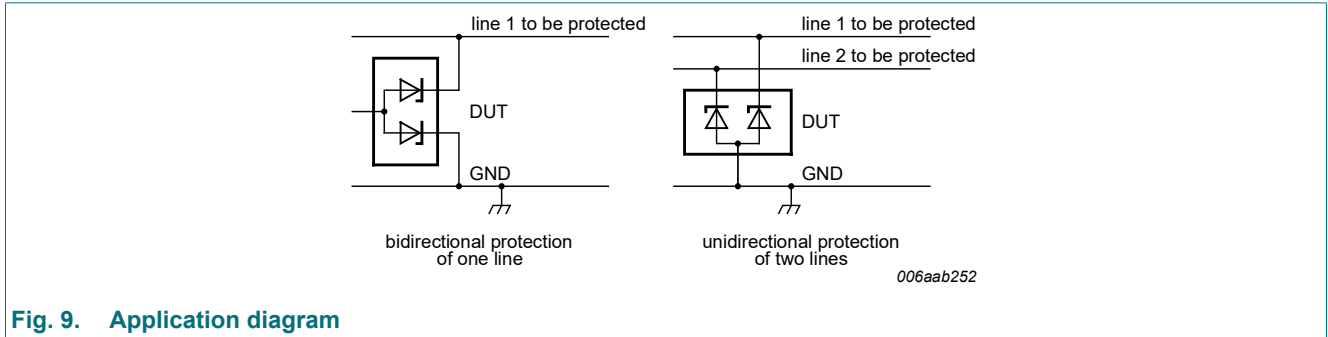 line 1 to be protected
DUT
GND
bidirectional protection
of one line
line 1 to be protected
line 2 to be protected
DUT
GND
unidirectional protection
of two lines
006aab252
Fig. 9. Application diagram